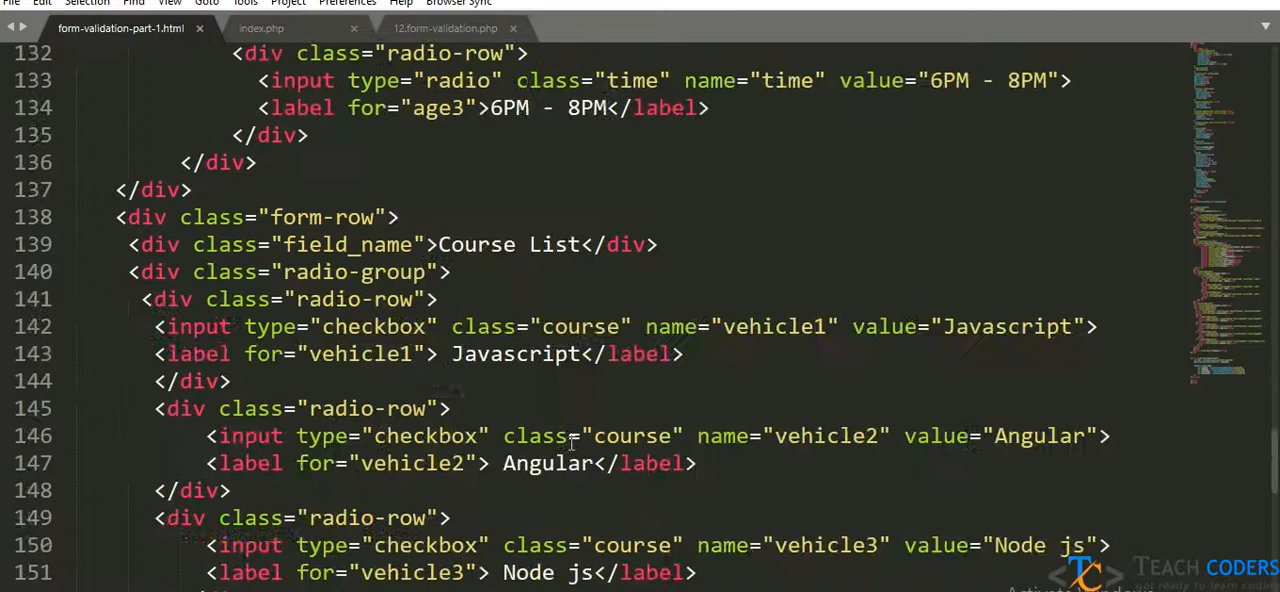 File Edit Selection Find View Goto Tools Project Preferences Help Browser Sync
form-validation-part-1.html × index.php × 12.form-validation.php ×
132 <div class="radio-row">
133 <input type="radio" class="time" name="time" value="6PM - 8PM">
134 <label for="age3">6PM - 8PM</label>
135 </div>
136 </div>
137 </div>
138 <div class="form-row">
139 <div class="field_name">Course List</div>
140 <div class="radio-group">
141 <div class="radio-row">
142 <input type="checkbox" class="course" name="vehicle1" value="Javascript">
143 <label for="vehicle1"> Javascript</label>
144 </div>
145 <div class="radio-row">
146 <input type="checkbox" class="course" name="vehicle2" value="Angular">
147 <label for="vehicle2"> Angular</label>
148 </div>
149 <div class="radio-row">
150 <input type="checkbox" class="course" name="vehicle3" value="Node js">
151 <label for="vehicle3"> Node js</label>
<TC> TEACH CODERS
get ready to learn coding